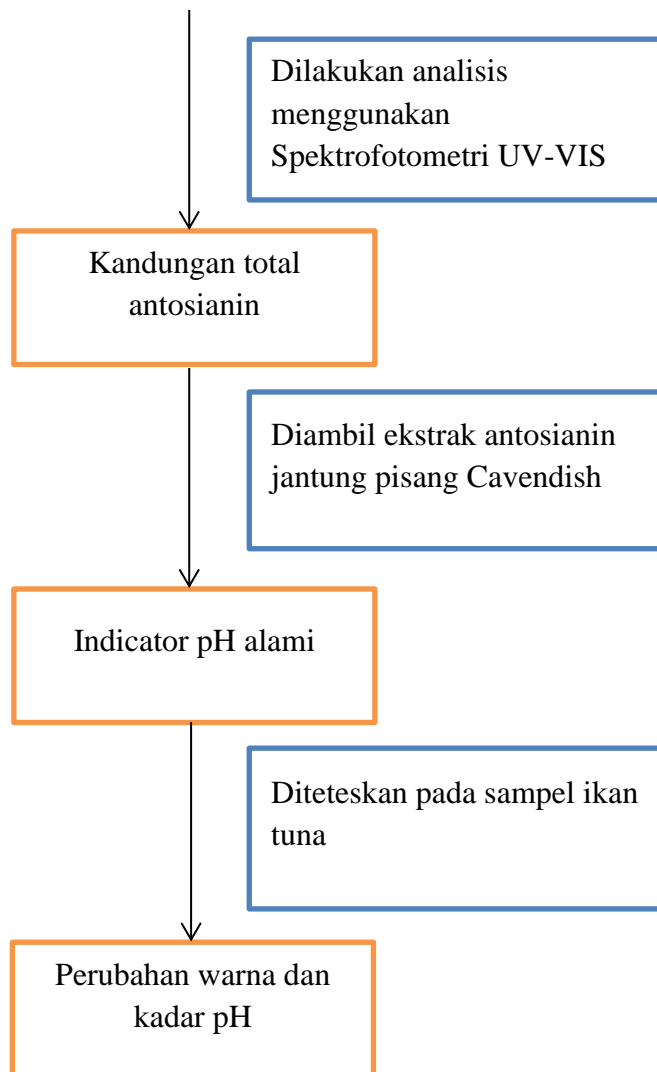 Dilakukan analisis
menggunakan
Spektrofotometri UV-VIS
Kandungan total
antosianin
Diambil ekstrak antosianin
jantung pisang Cavendish
Indicator pH alami
Diteteskan pada sampel ikan
tuna
Perubahan warna dan
kadar pH